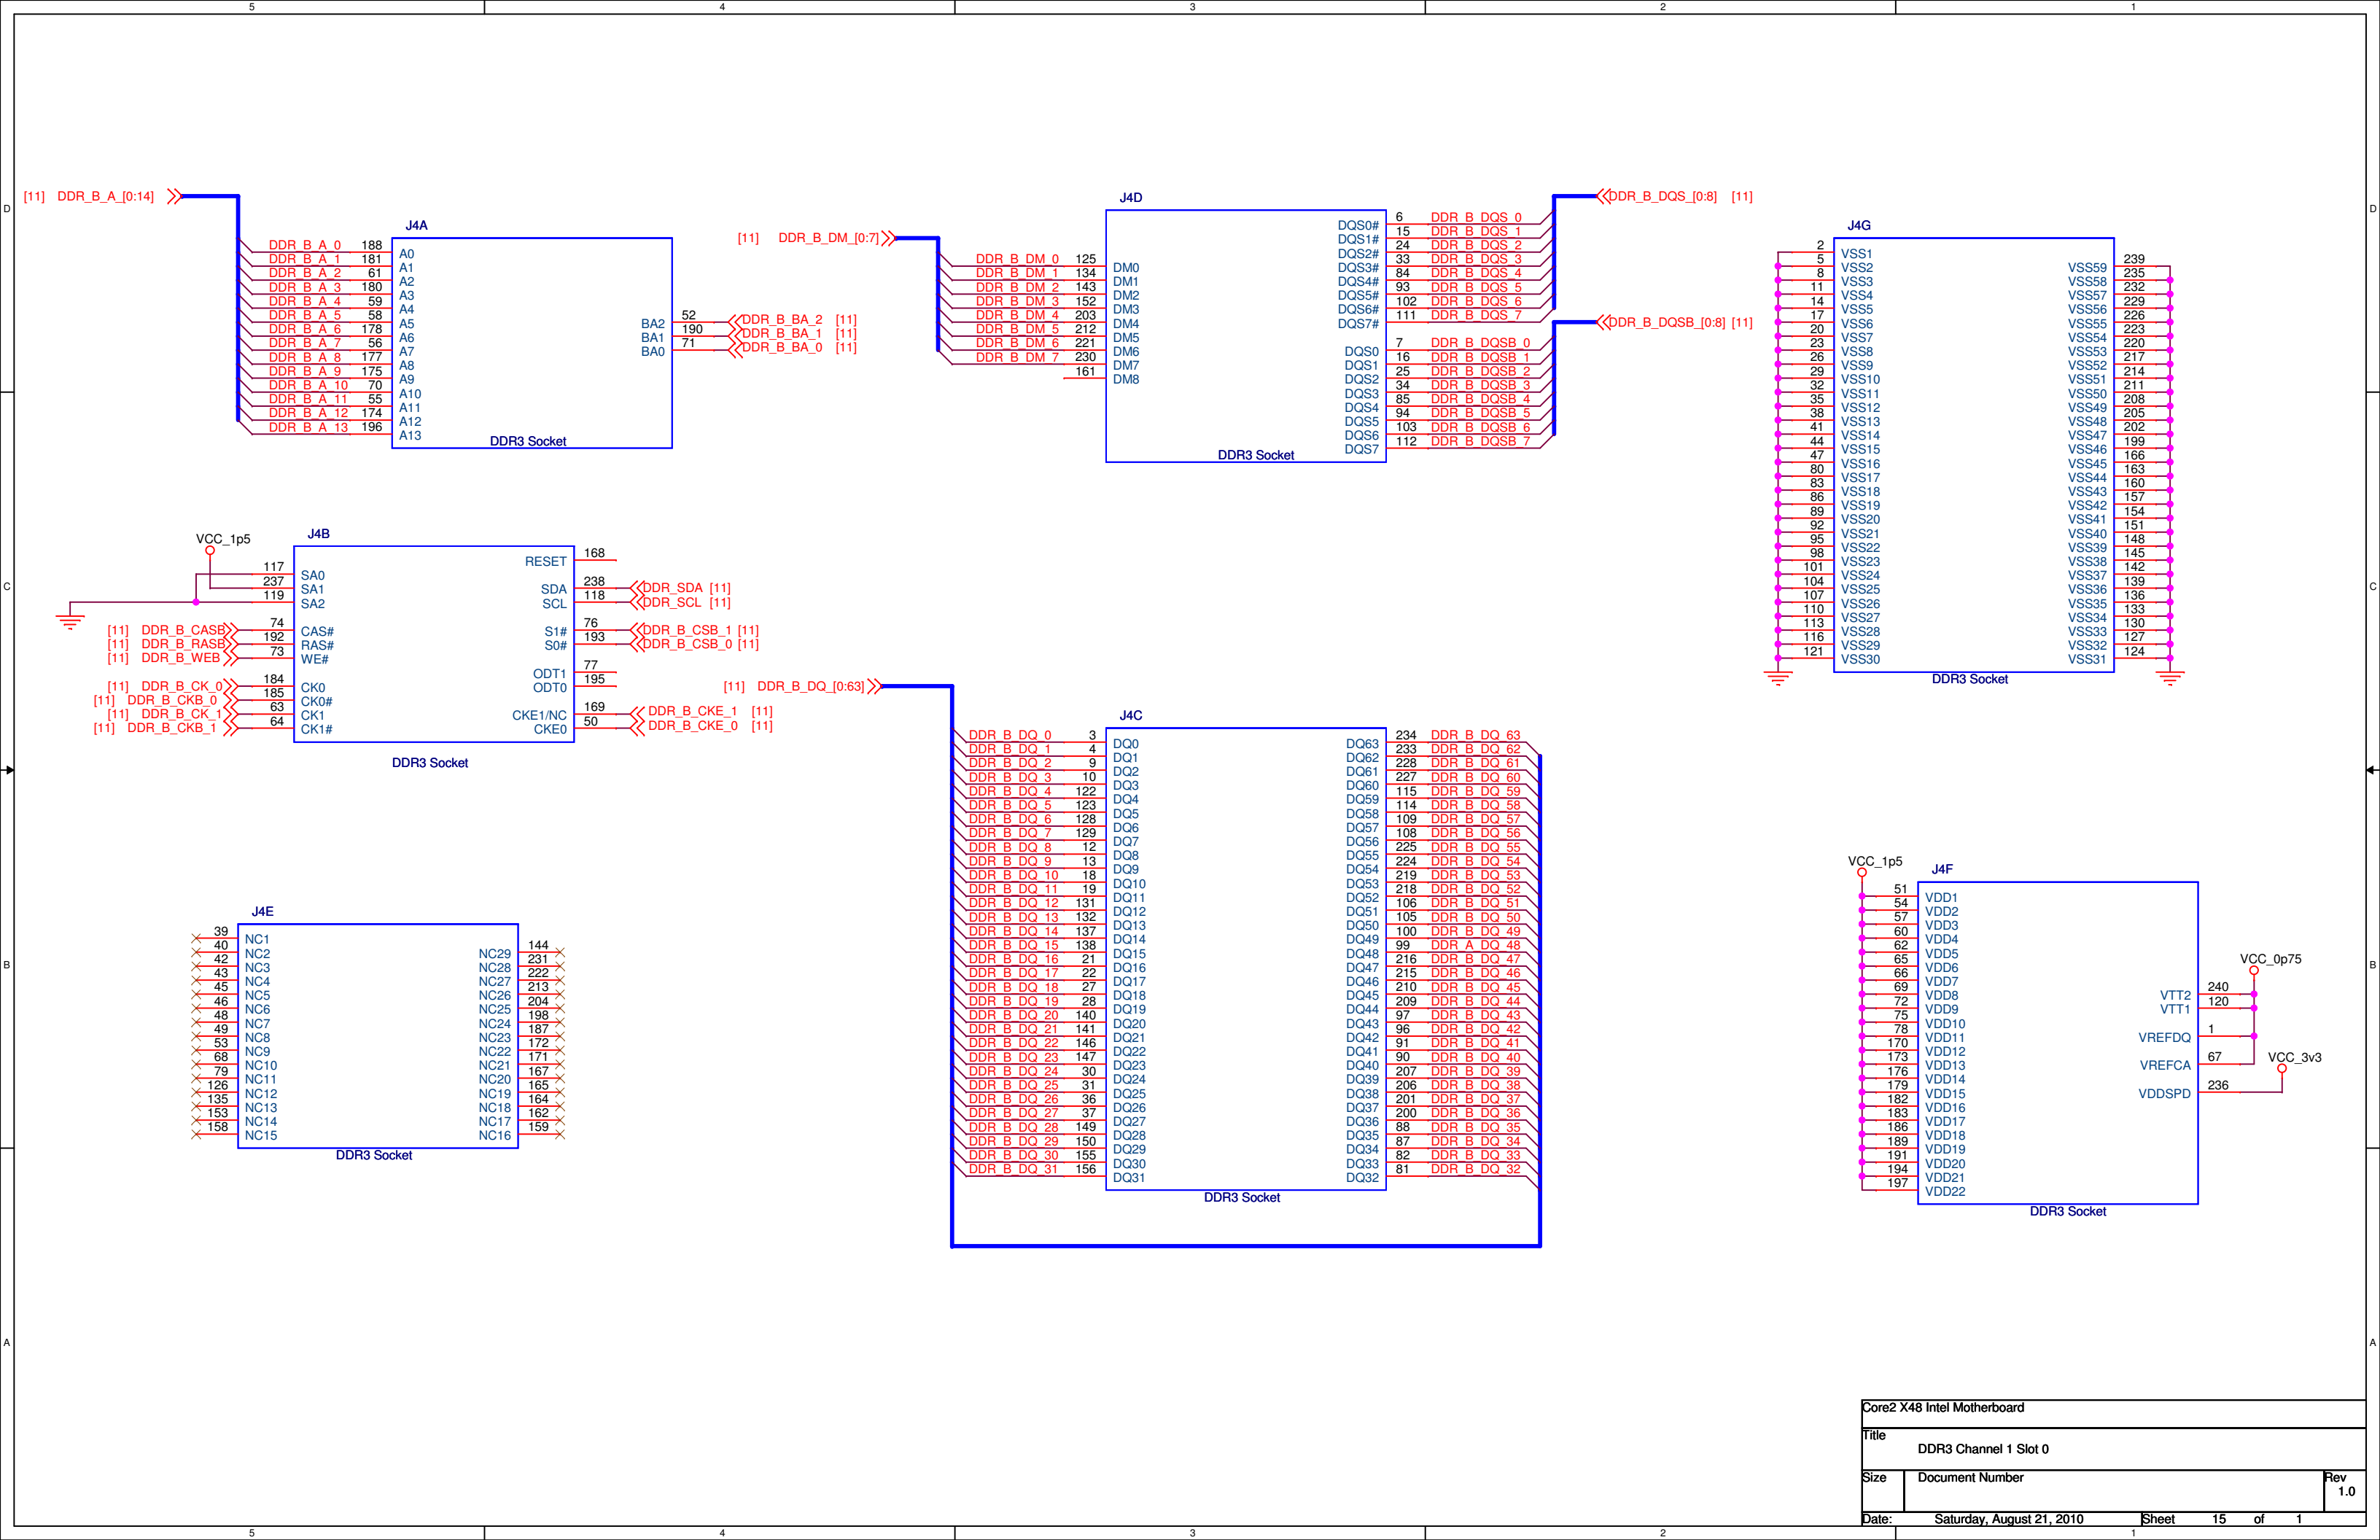 5 4 3 2 1
D D
C C
B B
A A
[11] DDR_B_A_[0:14]
J4A
DDR_B_A_0 188 A0
DDR_B_A_1 181 A1
DDR_B_A_2 61 A2
DDR_B_A_3 180 A3
DDR_B_A_4 59 A4
DDR_B_A_5 58 A5
DDR_B_A_6 178 A6
DDR_B_A_7 56 A7
DDR_B_A_8 177 A8
DDR_B_A_9 175 A9
DDR_B_A_10 70 A10
DDR_B_A_11 55 A11
DDR_B_A_12 174 A12
DDR_B_A_13 196 A13
BA2 52 DDR_B_BA_2 [11]
BA1 190 DDR_B_BA_1 [11]
BA0 71 DDR_B_BA_0 [11]
DDR3 Socket
[11] DDR_B_DM_[0:7]
J4D
DDR_B_DM_0 125 DM0
DDR_B_DM_1 134 DM1
DDR_B_DM_2 143 DM2
DDR_B_DM_3 152 DM3
DDR_B_DM_4 203 DM4
DDR_B_DM_5 212 DM5
DDR_B_DM_6 221 DM6
DDR_B_DM_7 230 DM7
161 DM8
DDR_B_DQS_[0:8] [11]
DQS0# 6 DDR_B_DQS_0
DQS1# 15 DDR_B_DQS_1
DQS2# 24 DDR_B_DQS_2
DQS3# 33 DDR_B_DQS_3
DQS4# 84 DDR_B_DQS_4
DQS5# 93 DDR_B_DQS_5
DQS6# 102 DDR_B_DQS_6
DQS7# 111 DDR_B_DQS_7
DDR_B_DQSB_[0:8] [11]
DQS0 7 DDR_B_DQSB_0
DQS1 16 DDR_B_DQSB_1
DQS2 25 DDR_B_DQSB_2
DQS3 34 DDR_B_DQSB_3
DQS4 85 DDR_B_DQSB_4
DQS5 94 DDR_B_DQSB_5
DQS6 103 DDR_B_DQSB_6
DQS7 112 DDR_B_DQSB_7
DDR3 Socket
J4G
2 VSS1
5 VSS2 VSS59 239
8 VSS3 VSS58 235
11 VSS4 VSS57 232
14 VSS5 VSS56 229
17 VSS6 VSS55 226
20 VSS7 VSS54 223
23 VSS8 VSS53 220
26 VSS9 VSS52 217
29 VSS10 VSS51 214
32 VSS11 VSS50 211
35 VSS12 VSS49 208
38 VSS13 VSS48 205
41 VSS14 VSS47 202
44 VSS15 VSS46 199
47 VSS16 VSS45 166
80 VSS17 VSS44 163
83 VSS18 VSS43 160
86 VSS19 VSS42 157
89 VSS20 VSS41 154
92 VSS21 VSS40 151
95 VSS22 VSS39 148
98 VSS23 VSS38 145
101 VSS24 VSS37 142
104 VSS25 VSS36 139
107 VSS26 VSS35 136
110 VSS27 VSS34 133
113 VSS28 VSS33 130
116 VSS29 VSS32 127
121 VSS30 VSS31 124
DDR3 Socket
VCC_1p5
J4B
117 SA0
237 SA1
119 SA2
[11] DDR_B_CASB 74 CAS#
[11] DDR_B_RASB 192 RAS#
[11] DDR_B_WEB 73 WE#
[11] DDR_B_CK_0 184 CK0
[11] DDR_B_CKB_0 185 CK0#
[11] DDR_B_CK_1 63 CK1
[11] DDR_B_CKB_1 64 CK1#
RESET 168
SDA 238 DDR_SDA [11]
SCL 118 DDR_SCL [11]
S1# 76 DDR_B_CSB_1 [11]
S0# 193 DDR_B_CSB_0 [11]
ODT1 77
ODT0 195
CKE1/NC 169 DDR_B_CKE_1 [11]
CKE0 50 DDR_B_CKE_0 [11]
DDR3 Socket
[11] DDR_B_DQ_[0:63]
J4C
DDR_B_DQ_0 3 DQ0 DQ63 234 DDR_B_DQ_63
DDR_B_DQ_1 4 DQ1 DQ62 233 DDR_B_DQ_62
DDR_B_DQ_2 9 DQ2 DQ61 228 DDR_B_DQ_61
DDR_B_DQ_3 10 DQ3 DQ60 227 DDR_B_DQ_60
DDR_B_DQ_4 122 DQ4 DQ59 115 DDR_B_DQ_59
DDR_B_DQ_5 123 DQ5 DQ58 114 DDR_B_DQ_58
DDR_B_DQ_6 128 DQ6 DQ57 109 DDR_B_DQ_57
DDR_B_DQ_7 129 DQ7 DQ56 108 DDR_B_DQ_56
DDR_B_DQ_8 12 DQ8 DQ55 225 DDR_B_DQ_55
DDR_B_DQ_9 13 DQ9 DQ54 224 DDR_B_DQ_54
DDR_B_DQ_10 18 DQ10 DQ53 219 DDR_B_DQ_53
DDR_B_DQ_11 19 DQ11 DQ52 218 DDR_B_DQ_52
DDR_B_DQ_12 131 DQ12 DQ51 106 DDR_B_DQ_51
DDR_B_DQ_13 132 DQ13 DQ50 105 DDR_B_DQ_50
DDR_B_DQ_14 137 DQ14 DQ49 100 DDR_B_DQ_49
DDR_B_DQ_15 138 DQ15 DQ48 99 DDR_A_DQ_48
DDR_B_DQ_16 21 DQ16 DQ47 216 DDR_B_DQ_47
DDR_B_DQ_17 22 DQ17 DQ46 215 DDR_B_DQ_46
DDR_B_DQ_18 27 DQ18 DQ45 210 DDR_B_DQ_45
DDR_B_DQ_19 28 DQ19 DQ44 209 DDR_B_DQ_44
DDR_B_DQ_20 140 DQ20 DQ43 97 DDR_B_DQ_43
DDR_B_DQ_21 141 DQ21 DQ42 96 DDR_B_DQ_42
DDR_B_DQ_22 146 DQ22 DQ41 91 DDR_B_DQ_41
DDR_B_DQ_23 147 DQ23 DQ40 90 DDR_B_DQ_40
DDR_B_DQ_24 30 DQ24 DQ39 207 DDR_B_DQ_39
DDR_B_DQ_25 31 DQ25 DQ38 206 DDR_B_DQ_38
DDR_B_DQ_26 36 DQ26 DQ37 201 DDR_B_DQ_37
DDR_B_DQ_27 37 DQ27 DQ36 200 DDR_B_DQ_36
DDR_B_DQ_28 149 DQ28 DQ35 88 DDR_B_DQ_35
DDR_B_DQ_29 150 DQ29 DQ34 87 DDR_B_DQ_34
DDR_B_DQ_30 155 DQ30 DQ33 82 DDR_B_DQ_33
DDR_B_DQ_31 156 DQ31 DQ32 81 DDR_B_DQ_32
DDR3 Socket
J4E
39 NC1
40 NC2 NC29 144
42 NC3 NC28 231
43 NC4 NC27 222
45 NC5 NC26 213
46 NC6 NC25 204
48 NC7 NC24 198
49 NC8 NC23 187
53 NC9 NC22 172
68 NC10 NC21 171
79 NC11 NC20 167
126 NC12 NC19 165
135 NC13 NC18 164
153 NC14 NC17 162
158 NC15 NC16 159
DDR3 Socket
VCC_1p5
J4F
51 VDD1
54 VDD2
57 VDD3
60 VDD4
62 VDD5
65 VDD6
66 VDD7
69 VDD8
72 VDD9
75 VDD10
78 VDD11
170 VDD12
173 VDD13
176 VDD14
179 VDD15
182 VDD16
183 VDD17
186 VDD18
189 VDD19
191 VDD20
194 VDD21
197 VDD22
VCC_0p75
VTT2 240
VTT1 120
VREFDQ 1
VREFCA 67
VCC_3v3
VDDSPD 236
DDR3 Socket
Core2 X48 Intel Motherboard
Title
DDR3 Channel 1 Slot 0
Size Document Number Rev
1.0
Date: Saturday, August 21, 2010 Sheet 15 of 1
5 4 3 2 1